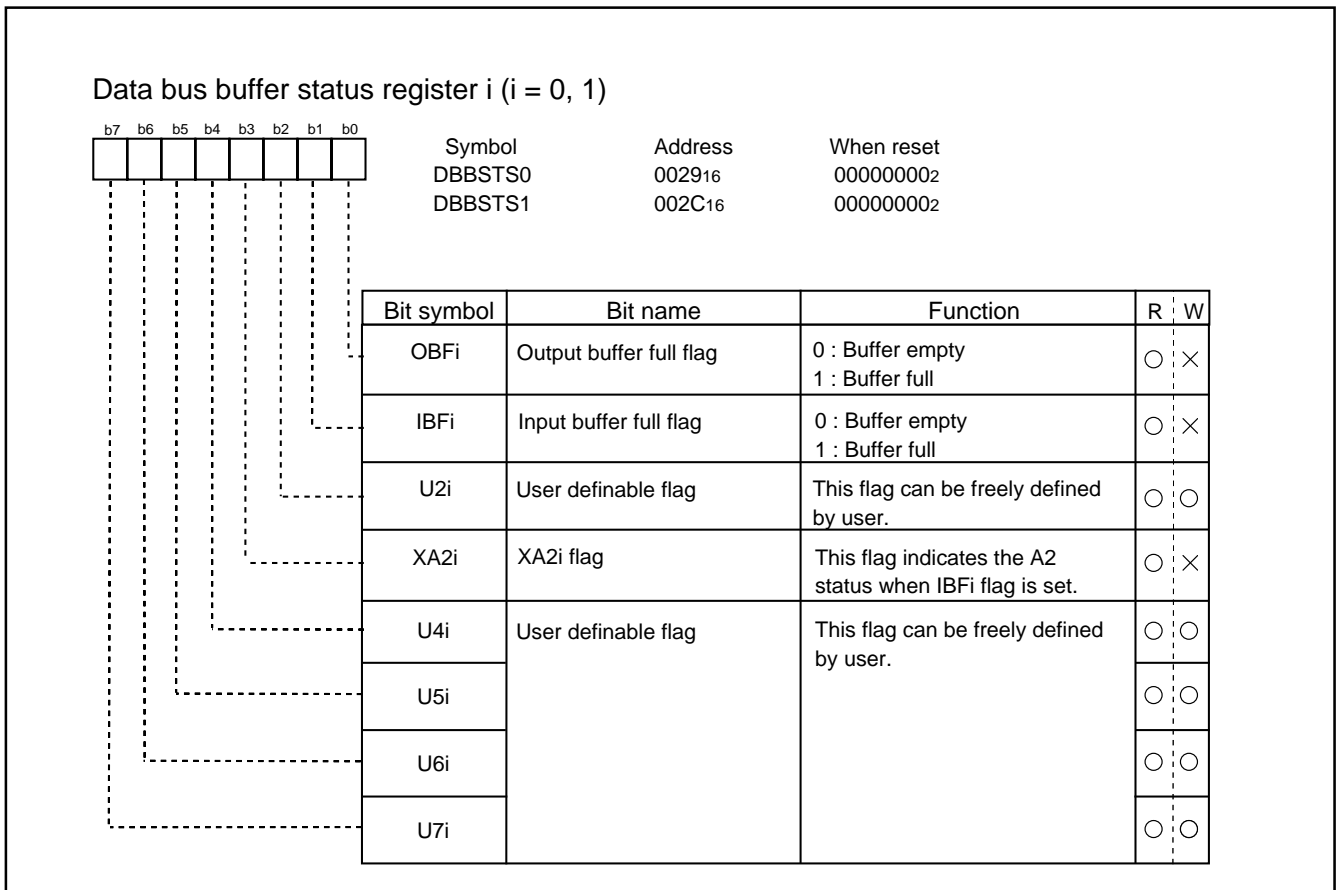 Data bus buffer status register i (i = 0, 1)
b7 b6 b5 b4 b3 b2 b1 b0
Symbol Address When reset
DBBSTS0 002916 000000002
DBBSTS1 002C16 000000002
Bit symbol Bit name Function R W
OBFi Output buffer full flag 0 : Buffer empty
1 : Buffer full
IBFi Input buffer full flag 0 : Buffer empty
1 : Buffer full
U2i User definable flag This flag can be freely defined
by user.
XA2i XA2i flag This flag indicates the A2
status when IBFi flag is set.
U4i User definable flag This flag can be freely defined
by user.
U5i
U6i
U7i